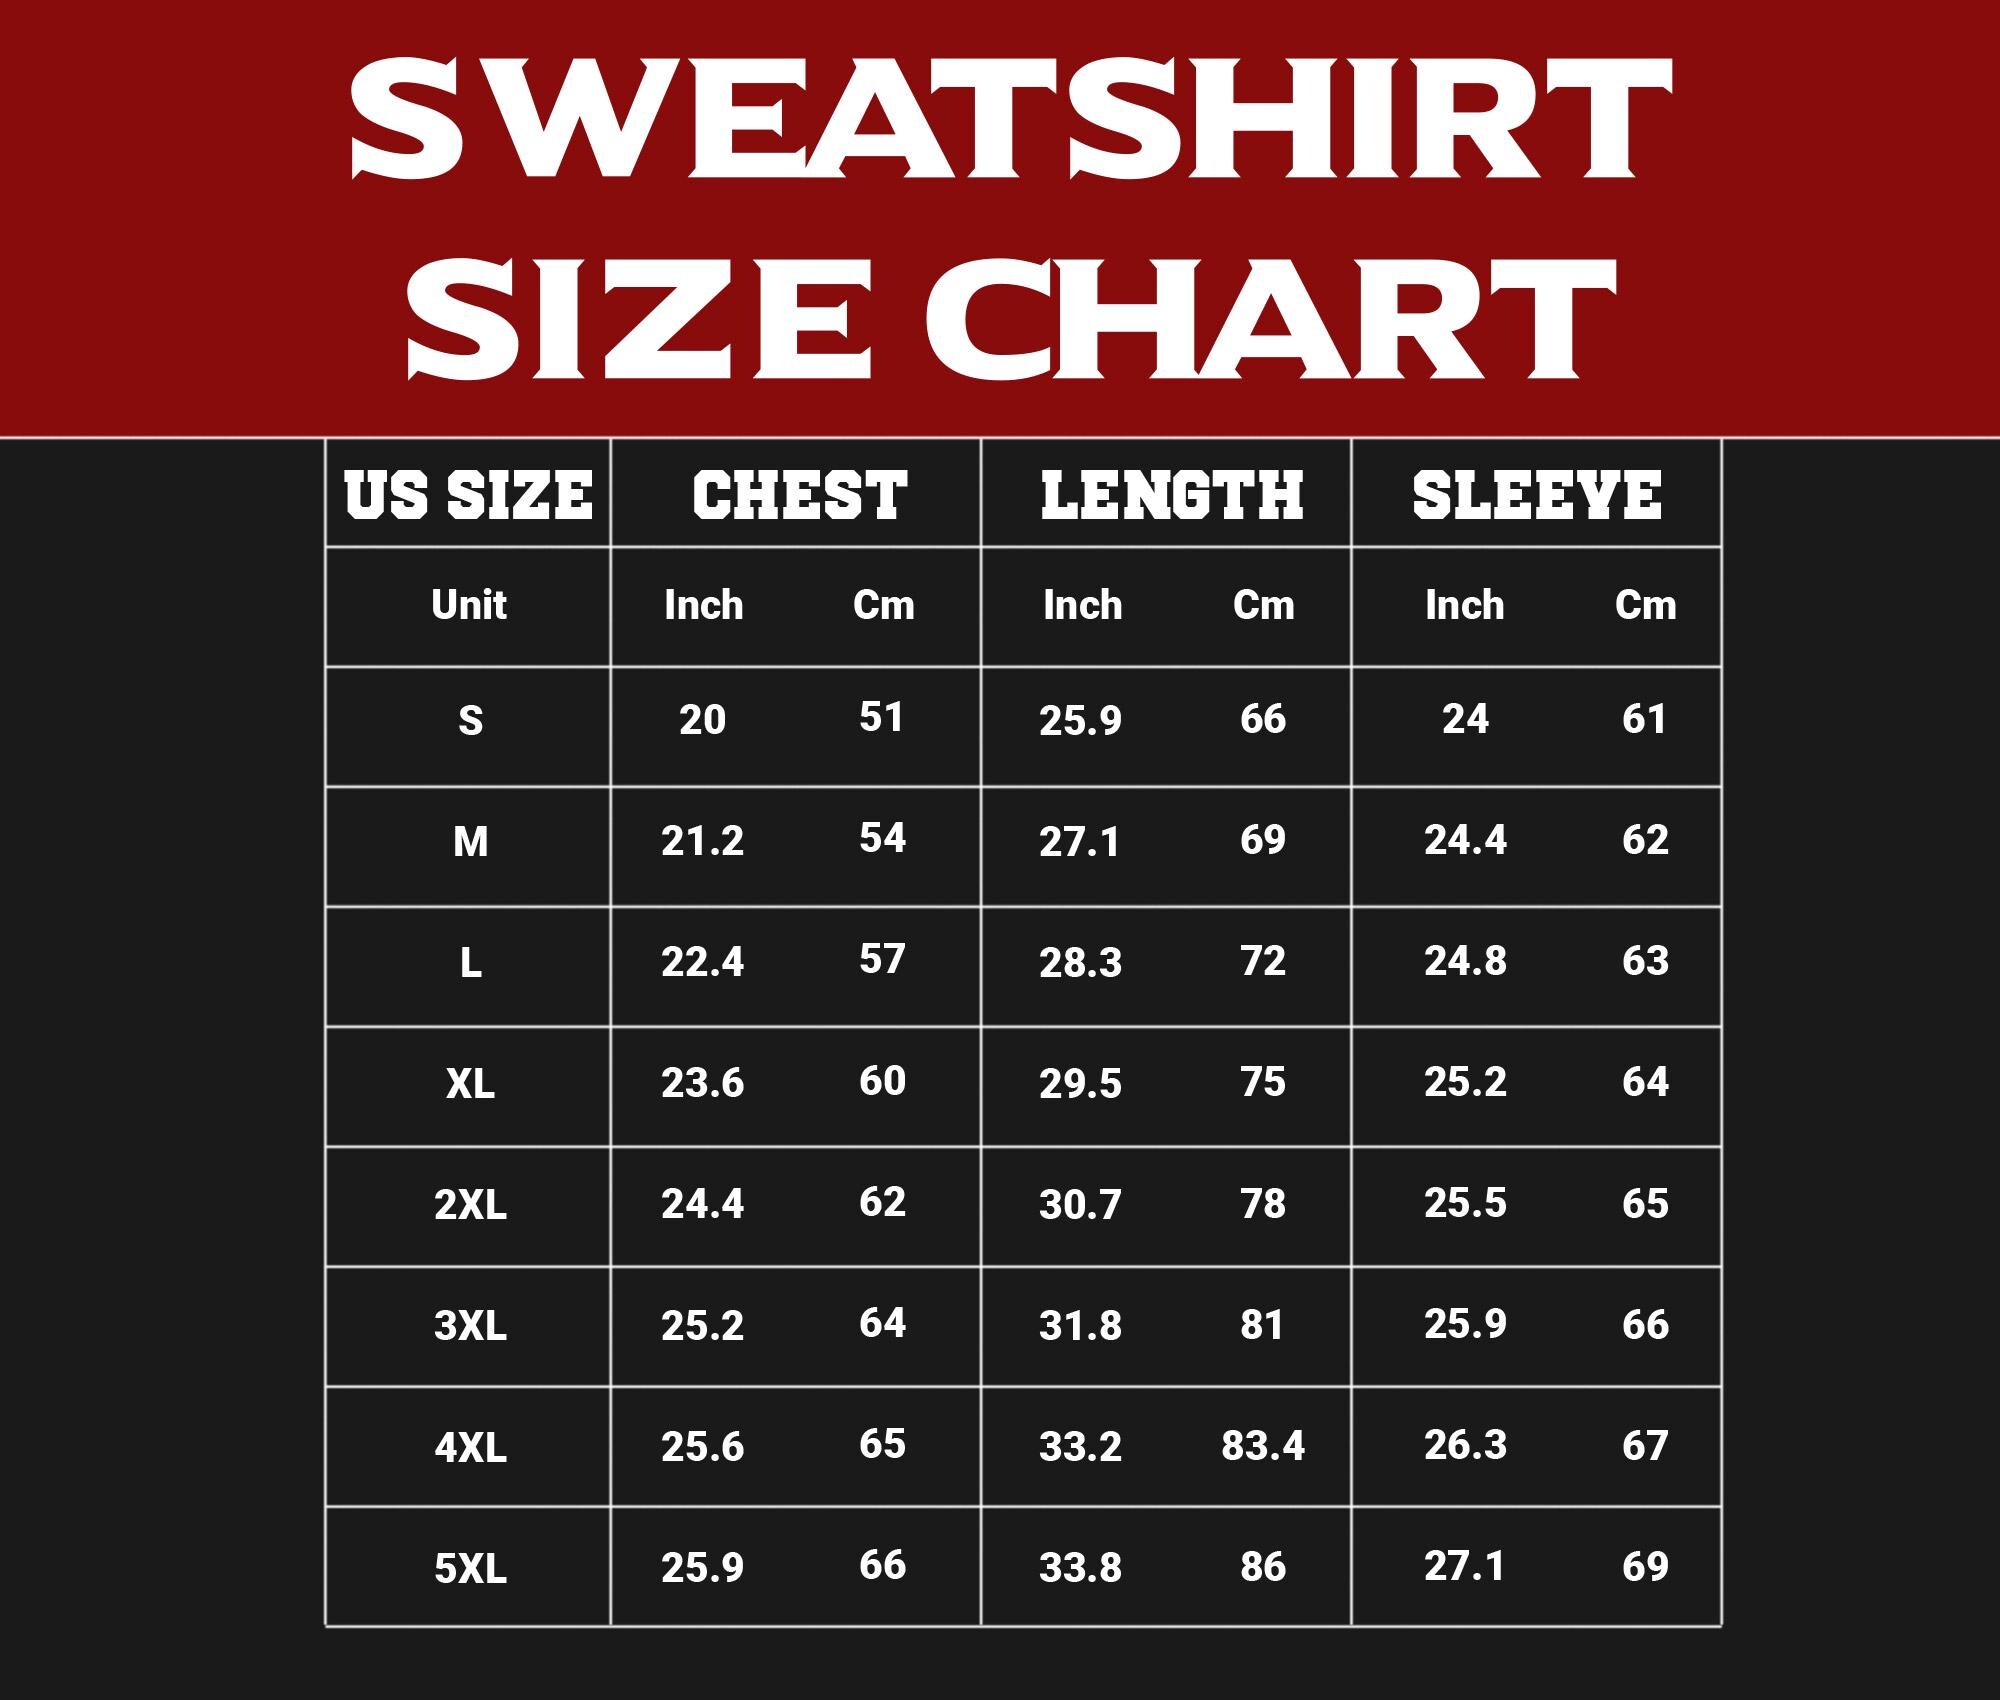 SWEATSHIRT
SIZE CHART
US SIZE CHEST LENGTH SLEEVE
Unit Inch Cm Inch Cm Inch Cm
S 20 51 25.9 66 24 61
M 21.2 54 27.1 69 24.4 62
L 22.4 57 28.3 72 24.8 63
XL 23.6 60 29.5 75 25.2 64
2XL 24.4 62 30.7 78 25.5 65
3XL 25.2 64 31.8 81 25.9 66
4XL 25.6 65 33.2 83.4 26.3 67
5XL 25.9 66 33.8 86 27.1 69